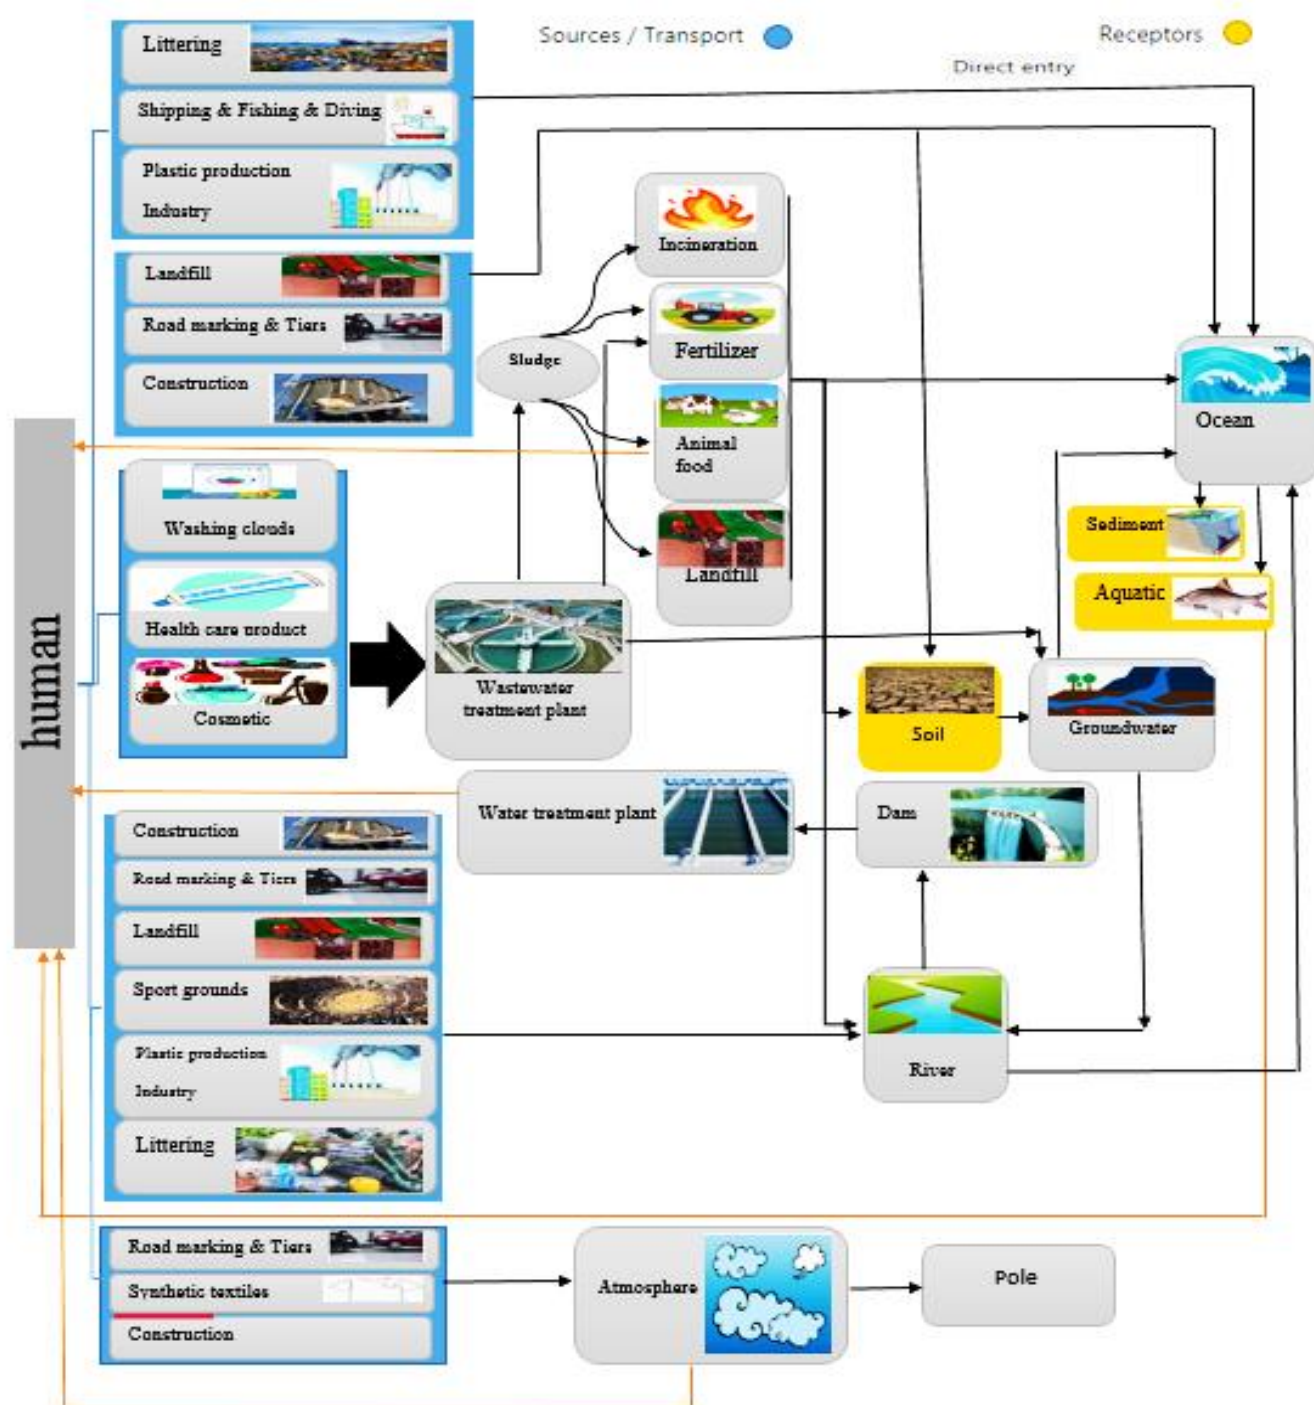 Sources / Transport
Receptors
Direct entry
Littering
Shipping & Fishing & Diving
Plastic production
Industry
Landfill
Road marking & Tiers
Construction
Incineration
Fertilizer
Sludge
Animal
food
Landfill
Ocean
Sediment
Aquatic
human
Washing clouds
Health care product
Cosmetic
Wastewater
treatment plant
Soil
Groundwater
Water treatment plant
Dam
Construction
Road marking & Tiers
Landfill
Sport grounds
Plastic production
Industry
Littering
River
Road marking & Tiers
Synthetic textiles
Construction
Atmosphere
Pole